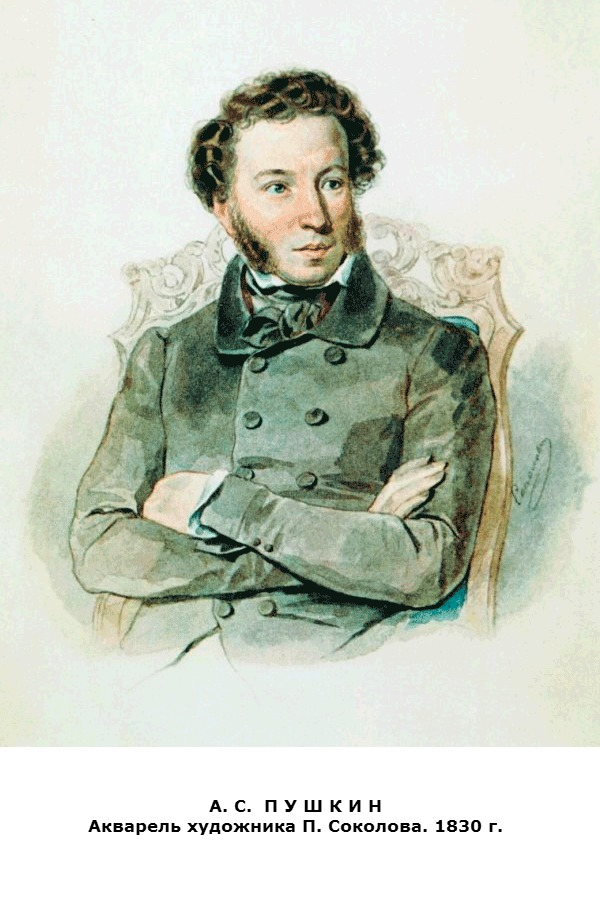 А. С. П У Ш К И Н
Акварель художника П. Соколова. 1830 г.